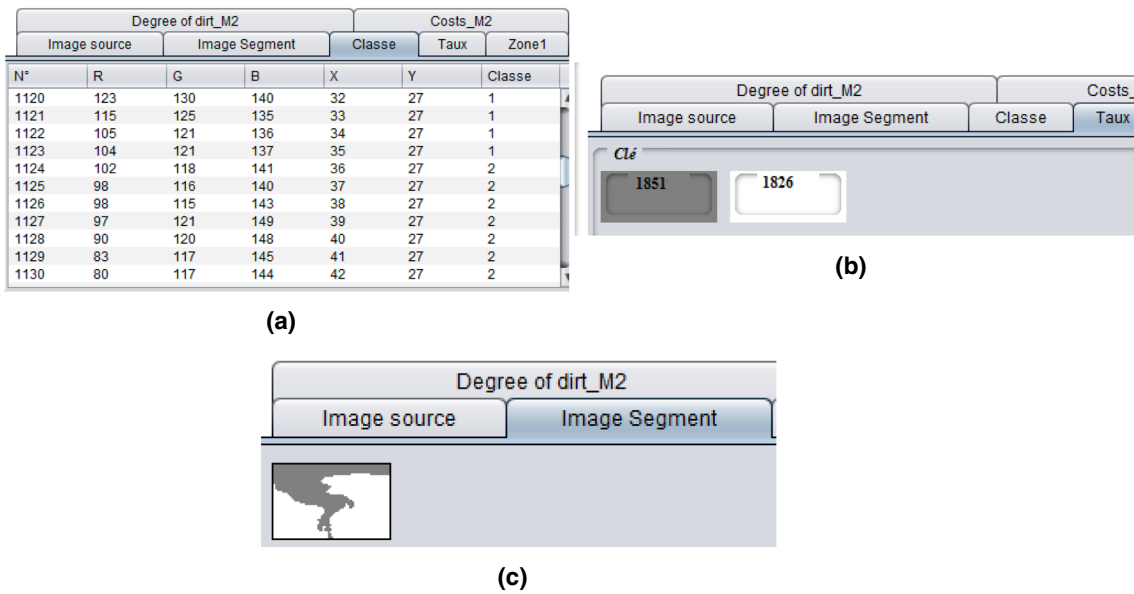 Degree of dirt_M2 Costs_M2
Image source Image Segment Classe Taux Zone1
N° R G B X Y Classe
1120 123 130 140 32 27 1
1121 115 125 135 33 27 1
1122 105 121 136 34 27 1
1123 104 121 137 35 27 1
1124 102 118 141 36 27 2
1125 98 116 140 37 27 2
1126 98 115 143 38 27 2
1127 97 121 149 39 27 2
1128 90 120 148 40 27 2
1129 83 117 145 41 27 2
1130 80 117 144 42 27 2
(a)
Degree of dirt_M2 Costs_
Image source Image Segment Classe Taux
Clé
1851 1826
(b)
Degree of dirt_M2
Image source Image Segment
(c)